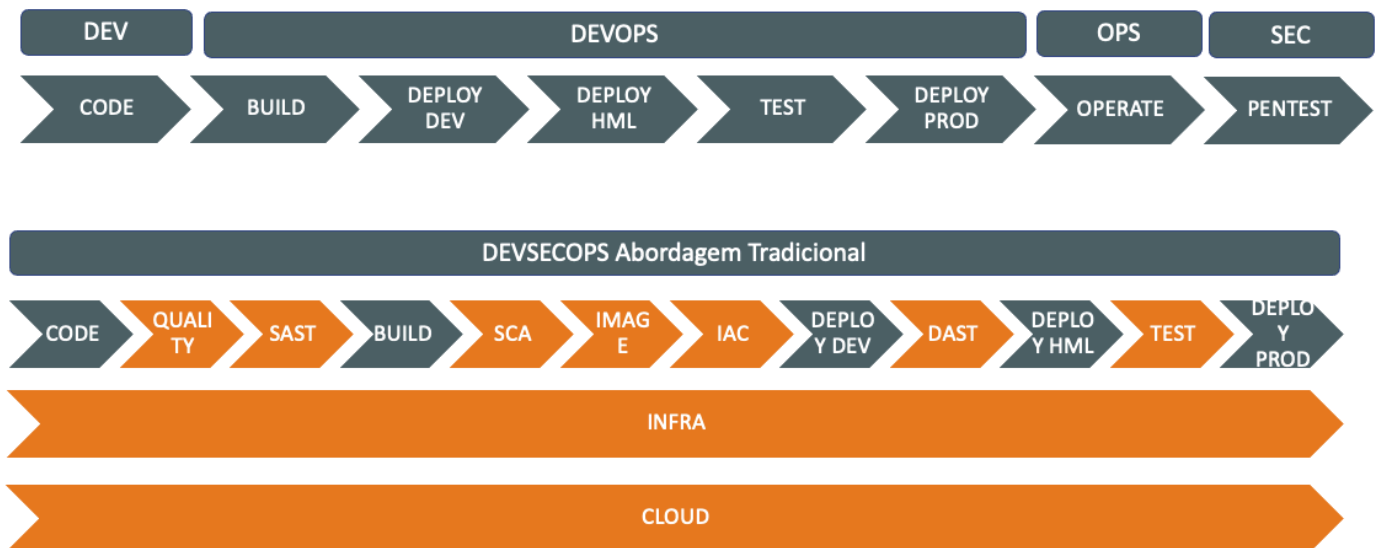 DEV
DEVOPS
OPS
SEC
CODE
BUILD
DEPLOY
DEV
DEPLOY
HML
TEST
DEPLOY
PROD
OPERATE
PENTEST
DEVSECOPS Abordagem Tradicional
CODE
QUALI
TY
SAST
BUILD
SCA
IMAG
E
IAC
DEPLO
Y DEV
DAST
DEPLO
Y HML
TEST
DEPLO
Y
PROD
INFRA
CLOUD